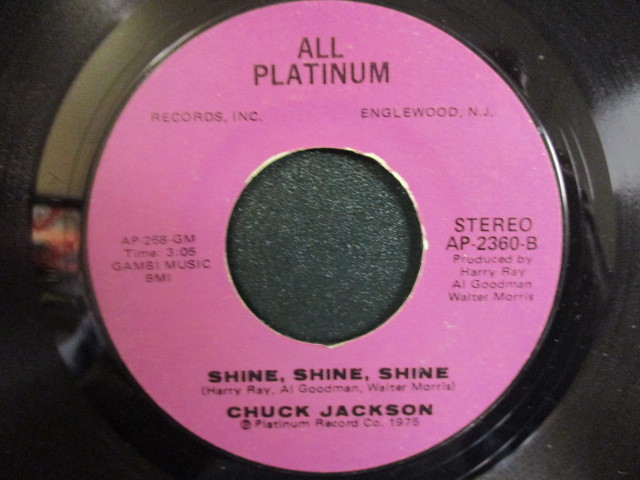 ALL
PLATINUM
RECORDS, INC.
ENGLEWOOD, N.J.
AP-268-GM
Time: 3:05
GAMBI MUSIC
BMI
STEREO
AP-2360-B
Produced by
Harry Ray
Al Goodman
Walter Morris
SHINE, SHINE, SHINE
(Harry Ray, Al Goodman, Walter Morris)
CHUCK JACKSON
℗ Platinum Record Co. 1975